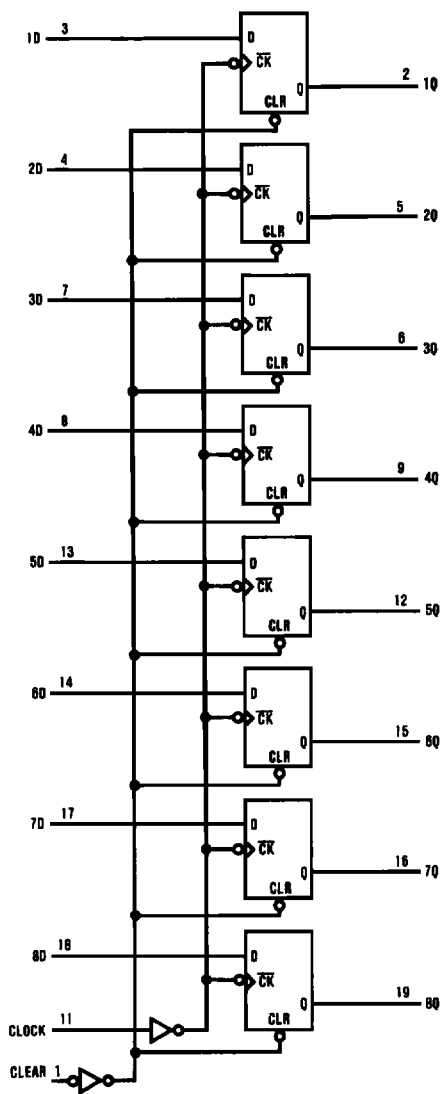 1D 3 D
CK
Q 2 1Q
CLR
2D 4 D
CK
Q 5 2Q
CLR
3D 7 D
CK
Q 6 3Q
CLR
4D 8 D
CK
Q 9 4Q
CLR
5D 13 D
CK
Q 12 5Q
CLR
6D 14 D
CK
Q 15 6Q
CLR
7D 17 D
CK
Q 16 7Q
CLR
8D 18 D
CK
Q 19 8Q
CLR
CLOCK 11
CLEAR 1